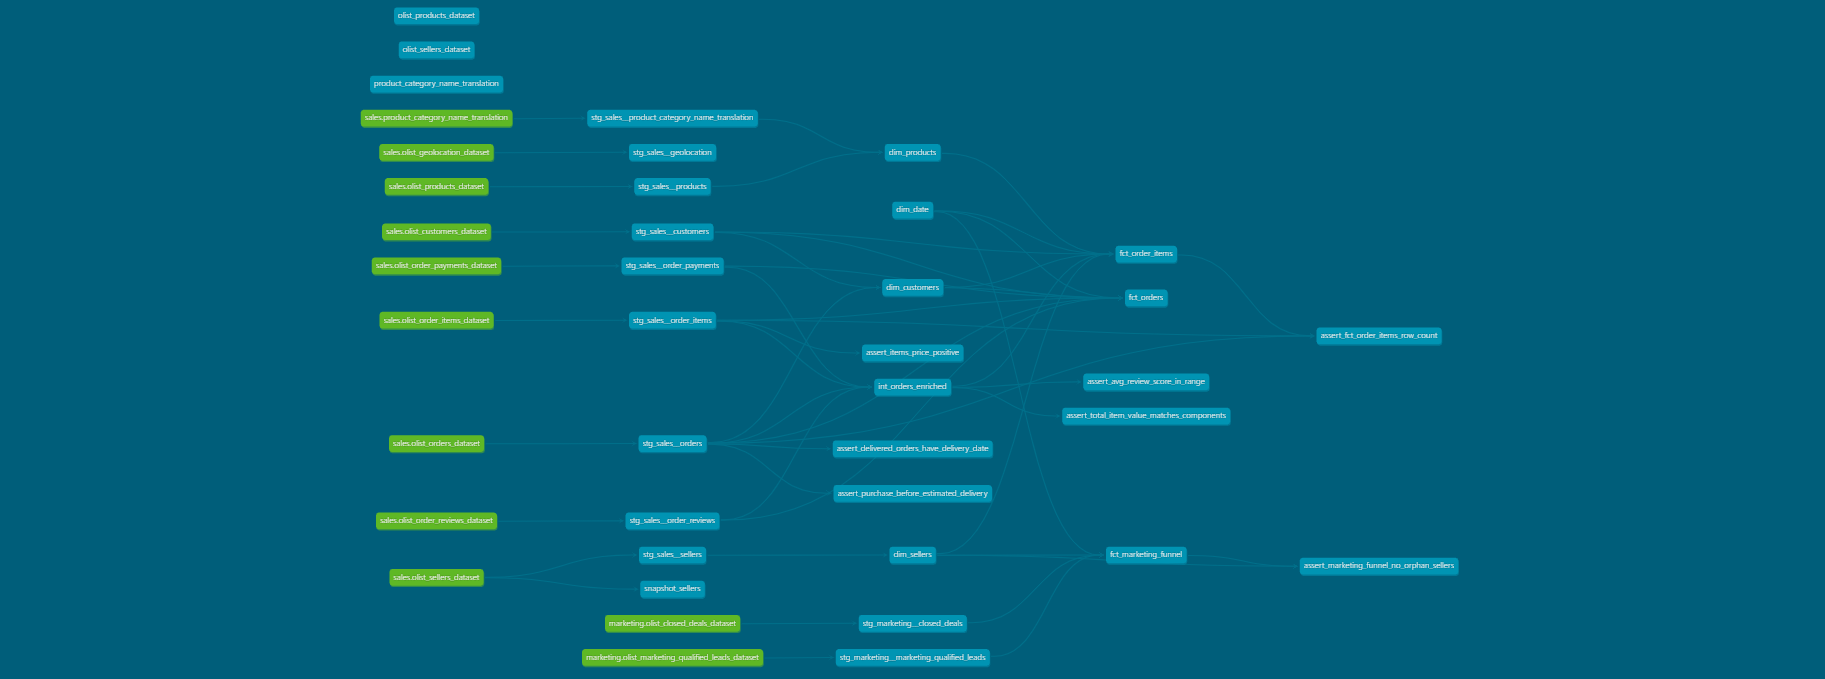 olist_products_dataset
olist_sellers_dataset
product_category_name_translation
sales.product_category_name_translation
stg_sales__product_category_name_translation
sales.olist_geolocation_dataset
stg_sales__geolocation
dim_products
sales.olist_products_dataset
stg_sales__products
dim_date
sales.olist_customers_dataset
stg_sales__customers
fct_order_items
sales.olist_order_payments_dataset
stg_sales__order_payments
dim_customers
fct_orders
sales.olist_order_items_dataset
stg_sales__order_items
assert_fct_order_items_row_count
assert_items_price_positive
int_orders_enriched
assert_avg_review_score_in_range
assert_total_item_value_matches_components
sales.olist_orders_dataset
stg_sales__orders
assert_delivered_orders_have_delivery_date
assert_purchase_before_estimated_delivery
sales.olist_order_reviews_dataset
stg_sales__order_reviews
stg_sales__sellers
dim_sellers
fct_marketing_funnel
assert_marketing_funnel_no_orphan_sellers
sales.olist_sellers_dataset
snapshot_sellers
marketing.olist_closed_deals_dataset
stg_marketing__closed_deals
marketing.olist_marketing_qualified_leads_dataset
stg_marketing__marketing_qualified_leads